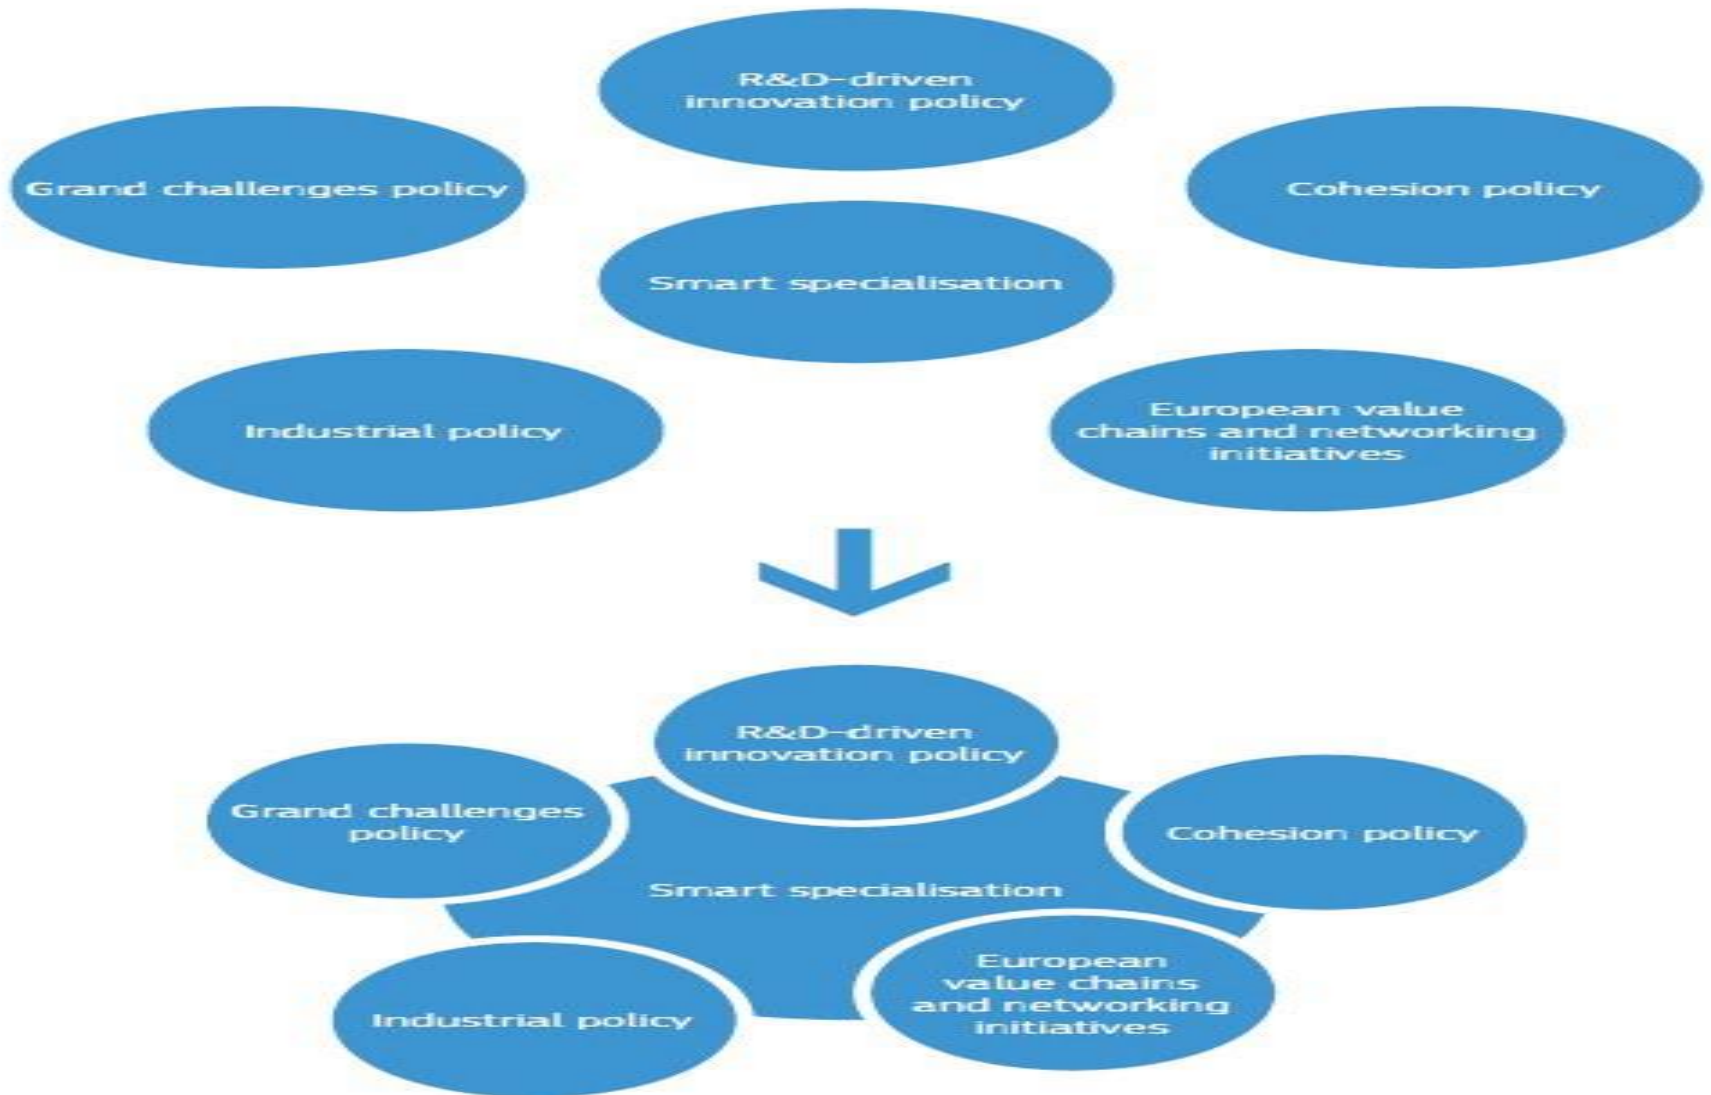 R&D-driven
innovation policy
Grand challenges policy
Cohesion policy
Smart specialisation
Industrial policy
European value
chains and networking
initiatives
R&D-driven
innovation policy
Grand challenges
policy
Cohesion policy
Smart specialisation
Industrial policy
European
value chains
and networking
initiatives